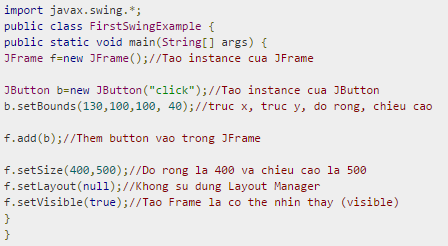 import javax.swing.*;
public class FirstSwingExample {
public static void main(String[] args) {
JFrame f=new JFrame();//Tao instance cua JFrame
JButton b=new JButton("click");//Tao instance cua JButton
b.setBounds(130,100,100, 40);//truc x, truc y, do rong, chieu cao
f.add(b);//Them button vao trong JFrame
f.setSize(400,500);//Do rong la 400 va chieu cao la 500
f.setLayout(null);//Khong su dung Layout Manager
f.setVisible(true);//Tao Frame la co the nhin thay (visible)
}
}